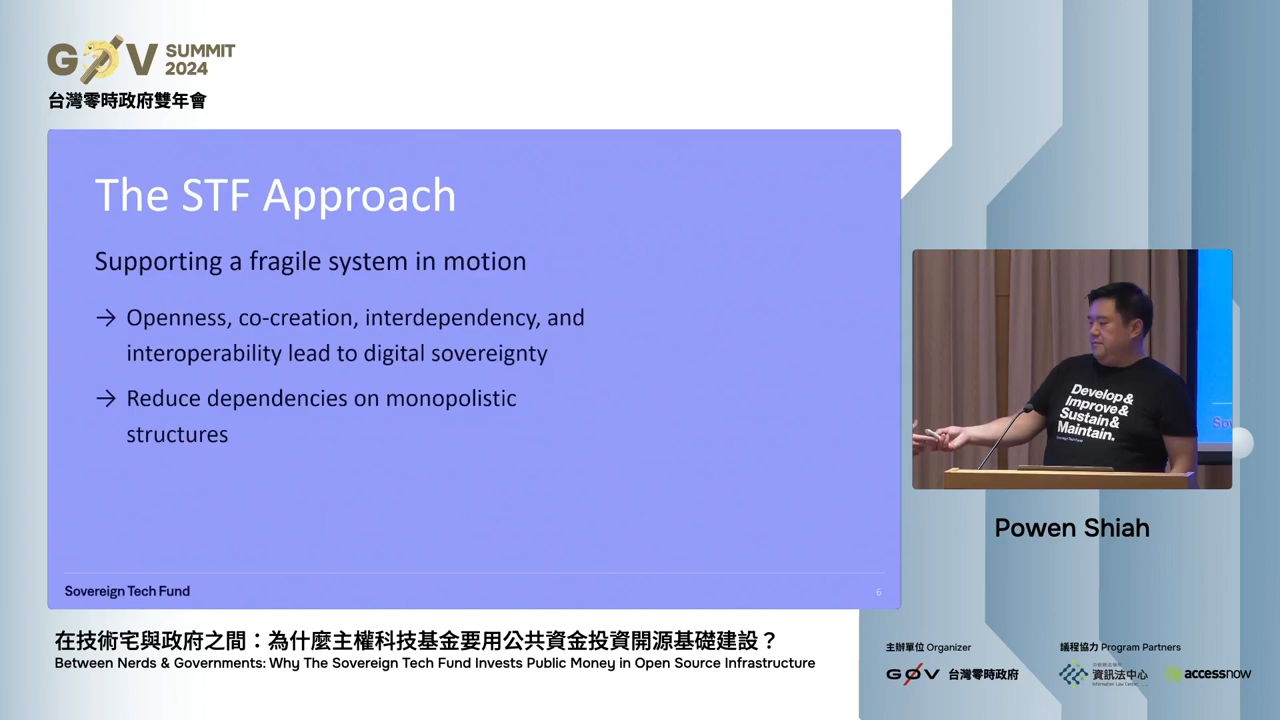 GØV SUMMIT 2024
台灣零時政府雙年會
The STF Approach
Supporting a fragile system in motion
→ Openness, co-creation, interdependency, and
interoperability lead to digital sovereignty
→ Reduce dependencies on monopolistic
structures
Sovereign Tech Fund
6
Develop&
Improve&
Sustain&
Maintain.
Powen Shiah
在技術宅與政府之間：為什麼主權科技基金要用公共資金投資開源基礎建設？
Between Nerds & Governments: Why The Sovereign Tech Fund Invests Public Money in Open Source Infrastructure
主辦單位 Organizer
GØV 台灣零時政府
議程協力 Program Partners
資訊法中心
Information Law Center
accessnow